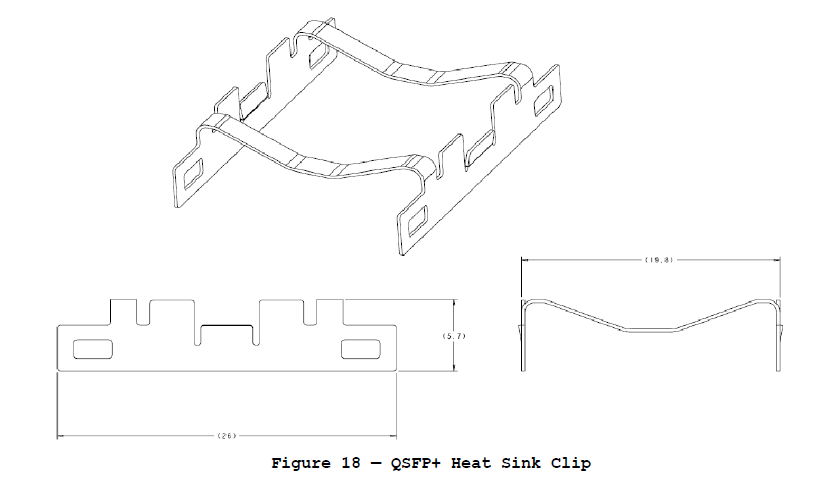 (19.8)
(5.7)
(26)
Figure 18 — QSFP+ Heat Sink Clip